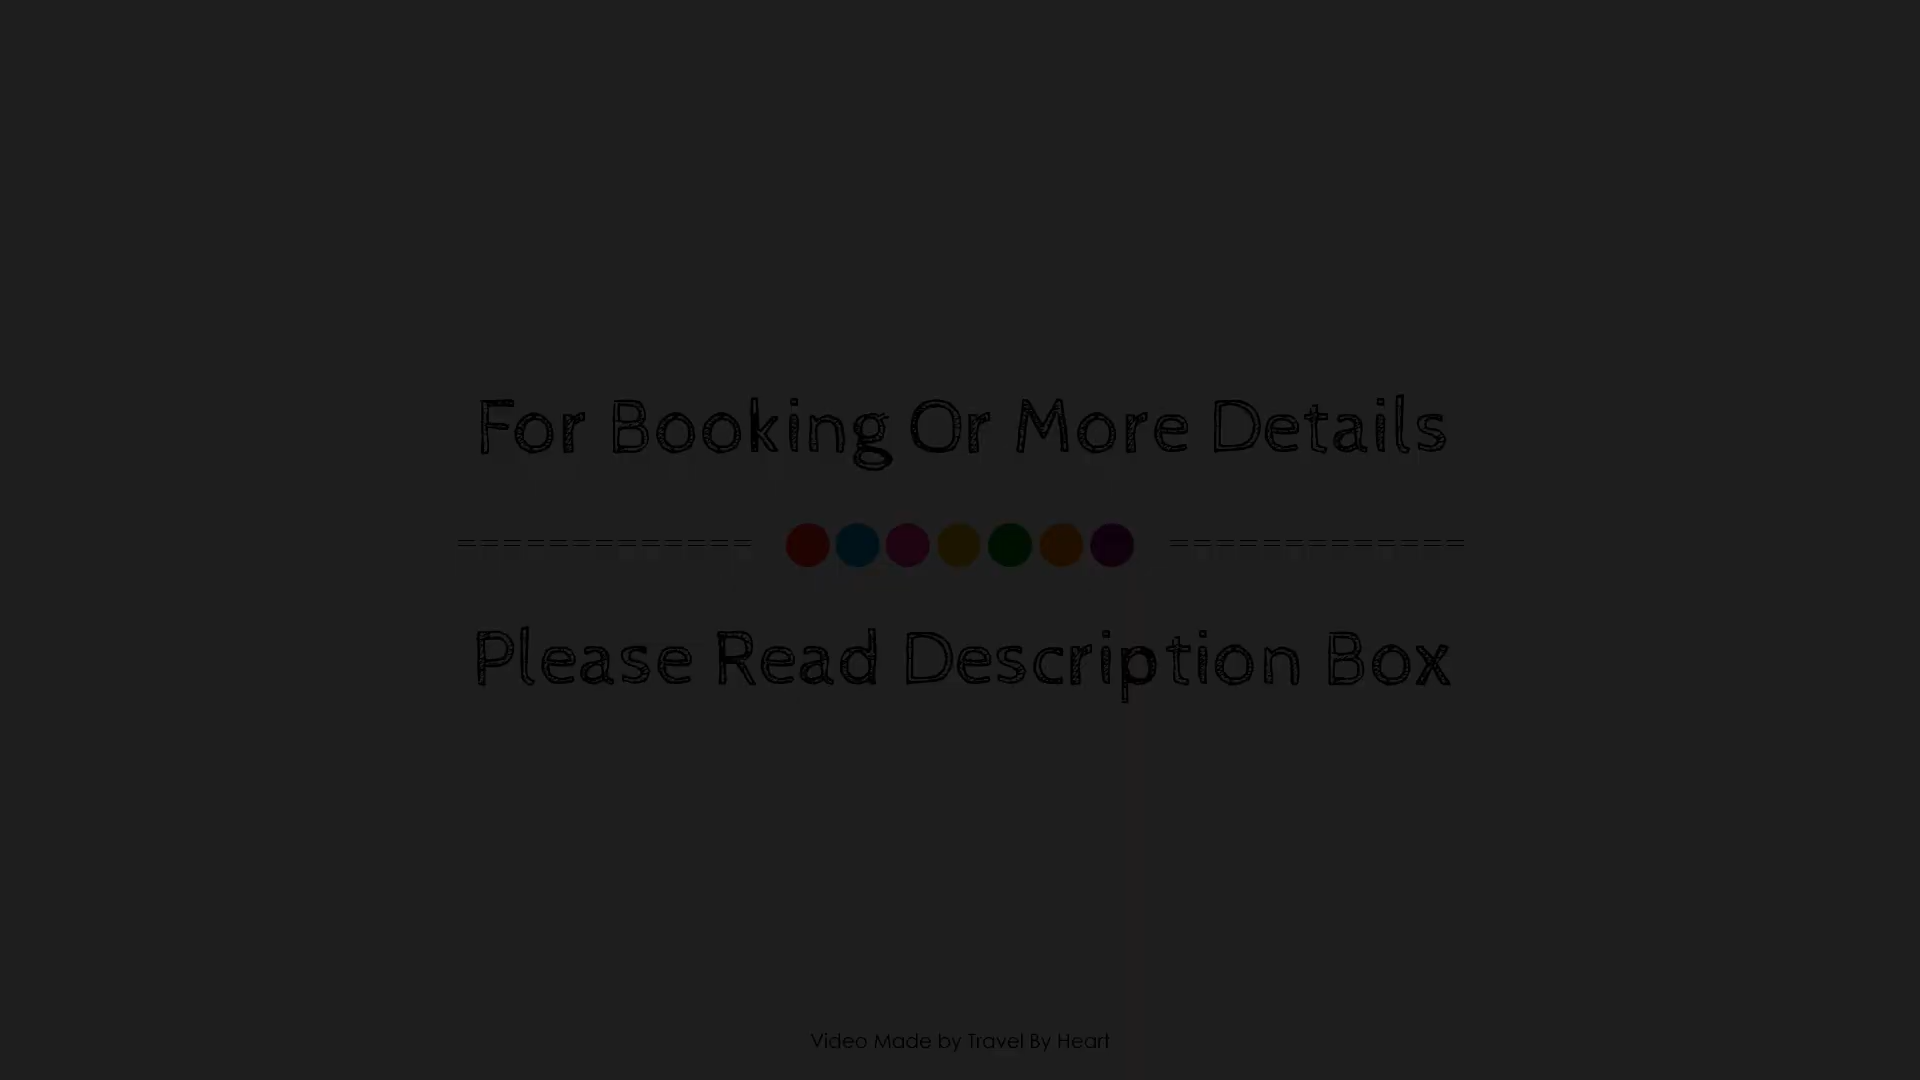 For Booking Or More Details
============= =============
Please Read Description Box
Video Made by Travel By Heart